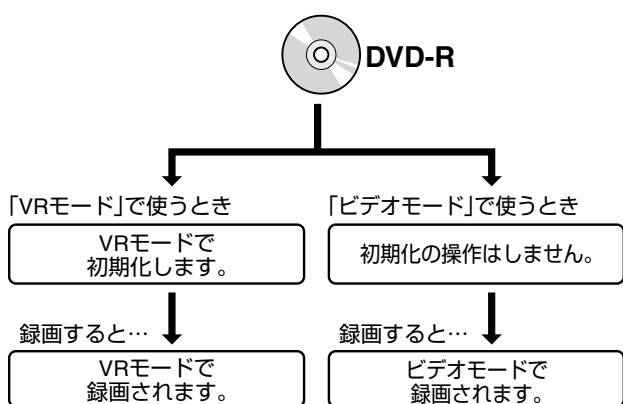 DVD-R
「VRモード」で使うとき
VRモードで
初期化します。
録画すると…
VRモードで
録画されます。
「ビデオモード」で使うとき
初期化の操作はしません。
録画すると…
ビデオモードで
録画されます。